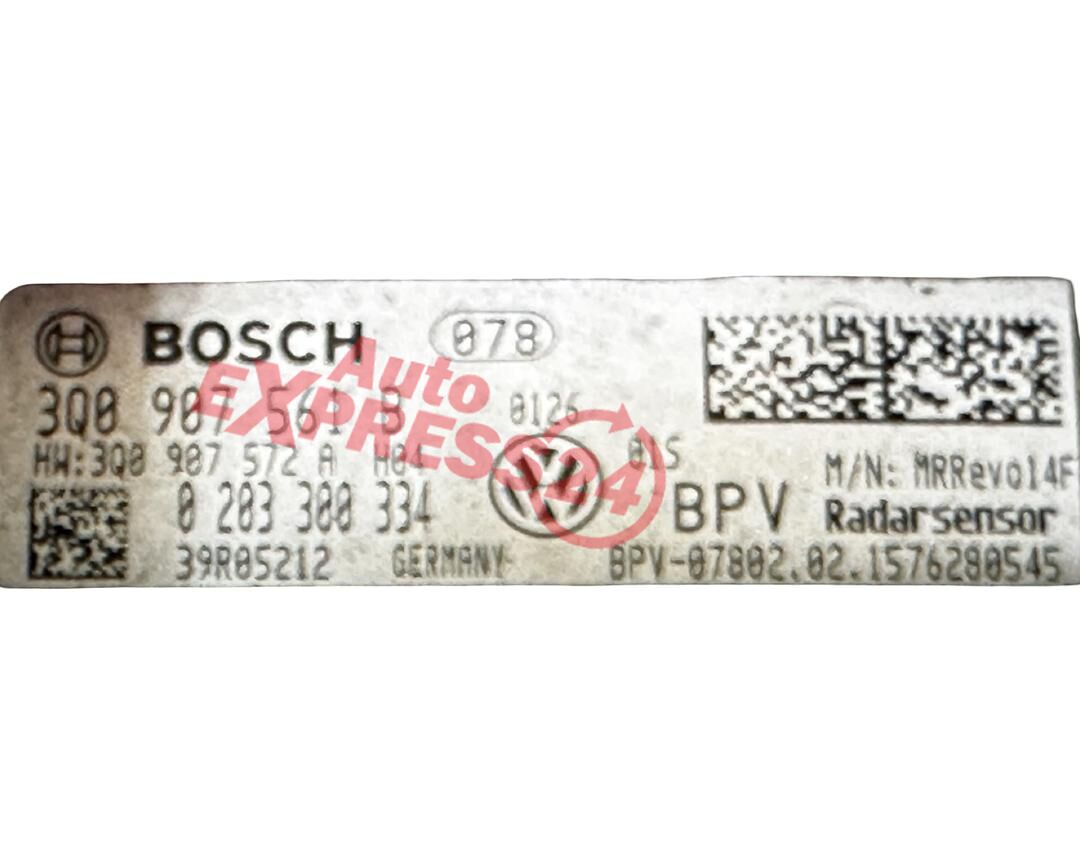 BOSCH 078
3Q0 907 561 B 0126
HW:3Q0 907 572 A H04 01S M/N: MRRevo14F
0 203 300 334 BPV Radarsensor
39R05212 GERMANY BPV-07802.02.1576280545
Auto
EXPRESS24